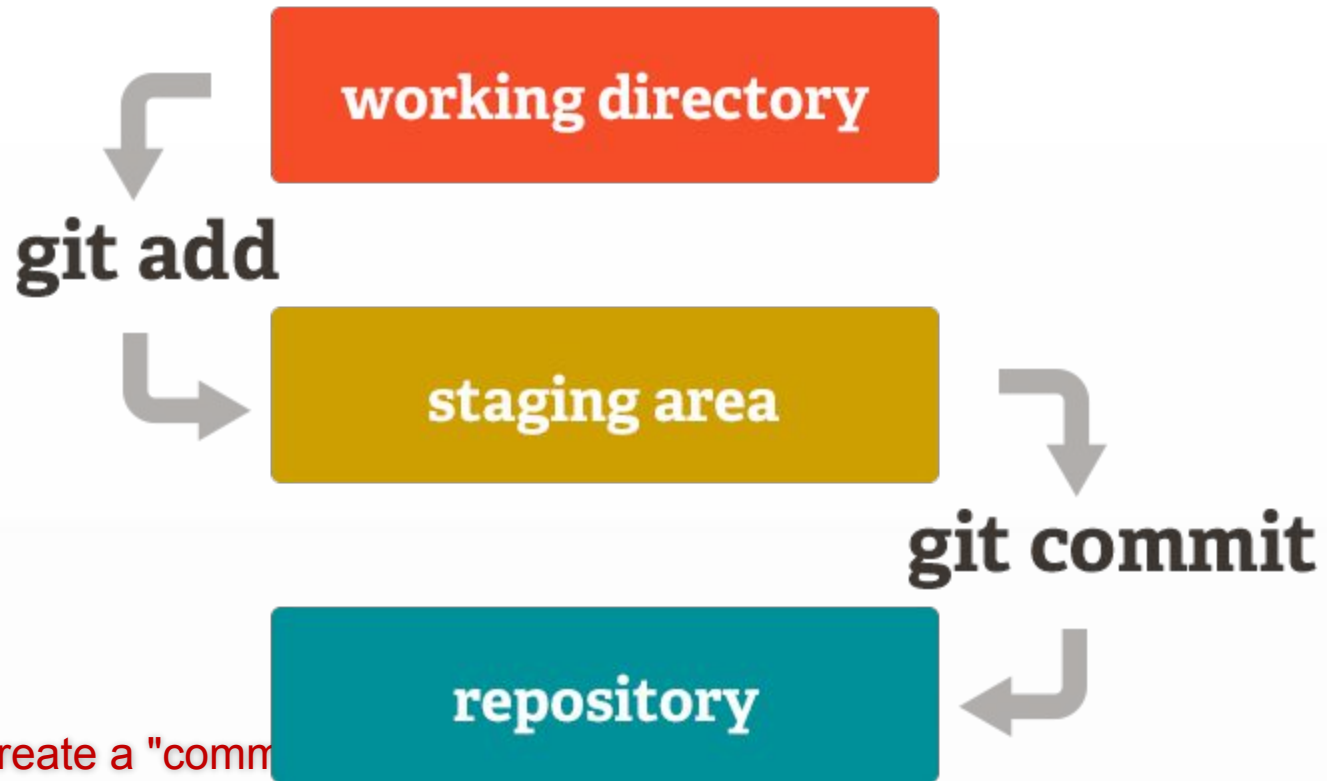 working directory
git add
staging area
git commit
repository
reate a "comm